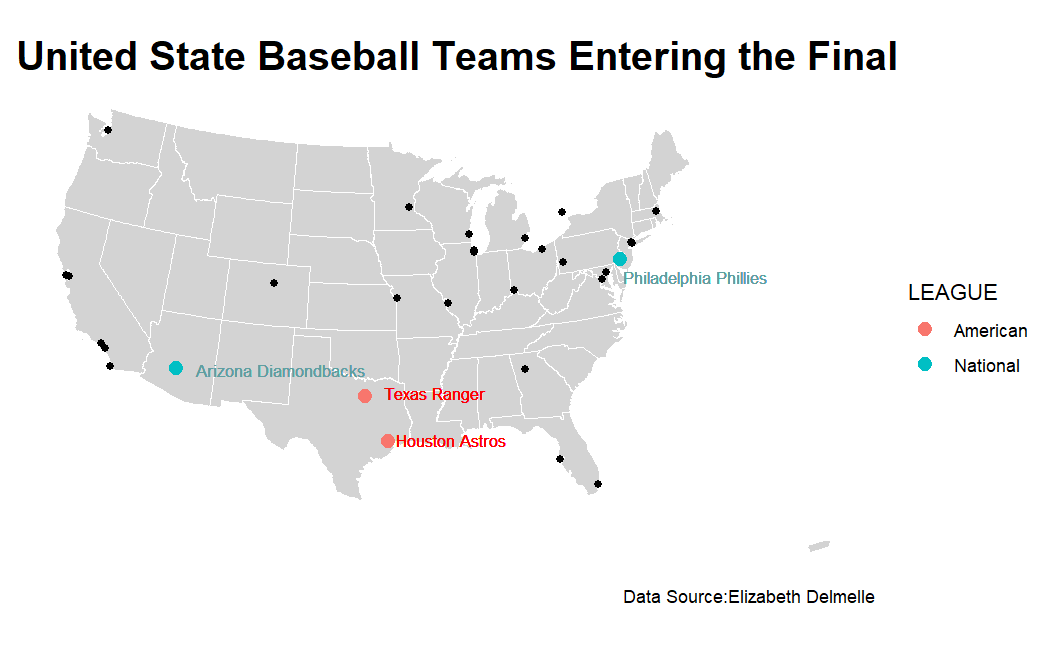 United State Baseball Teams Entering the Final
Philadelphia Phillies
LEAGUE
American
National
Arizona Diamondbacks
Texas Ranger
Houston Astros
Data Source:Elizabeth Delmelle